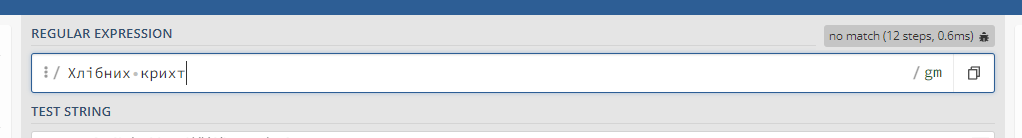 REGULAR EXPRESSION
no match (12 steps, 0.6ms)
/ Хлібних крихт
/ gm
TEST STRING